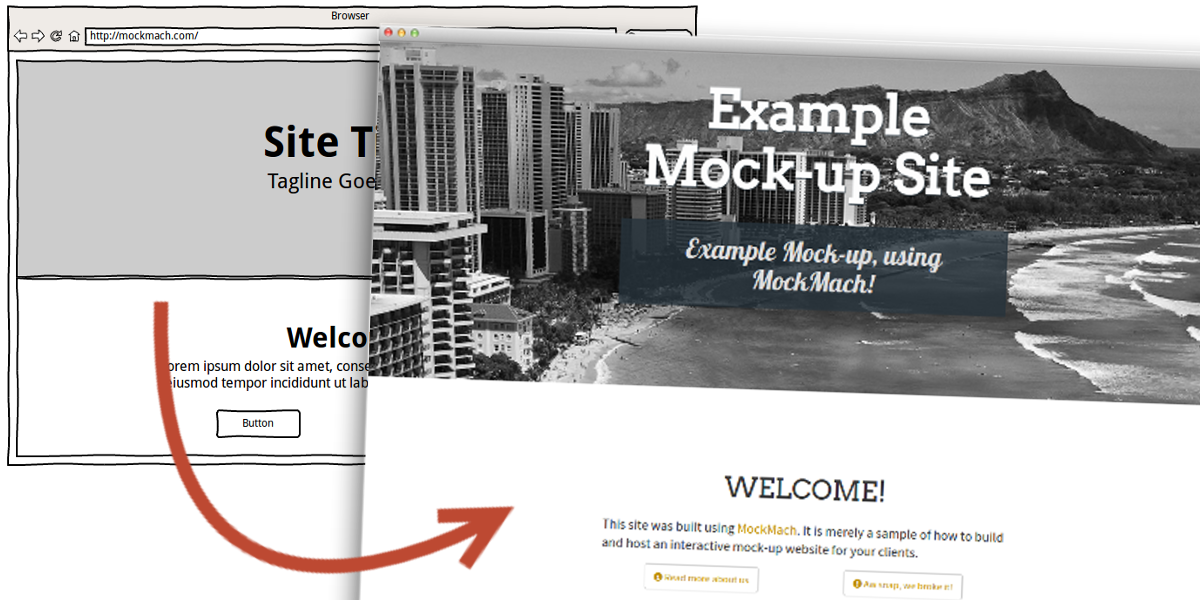 Browser
http://mockmach.com/
Site T
Tagline Goe
Welco
orem ipsum dolor sit amet, conse
eiusmod tempor incididunt ut lab
Button
Example
Mock-up Site
Example Mock-up, using
MockMach!
WELCOME!
This site was built using MockMach. It is merely a sample of how to build
and host an interactive mock-up website for your clients.
Read more about us
Aw snap, we broke it!